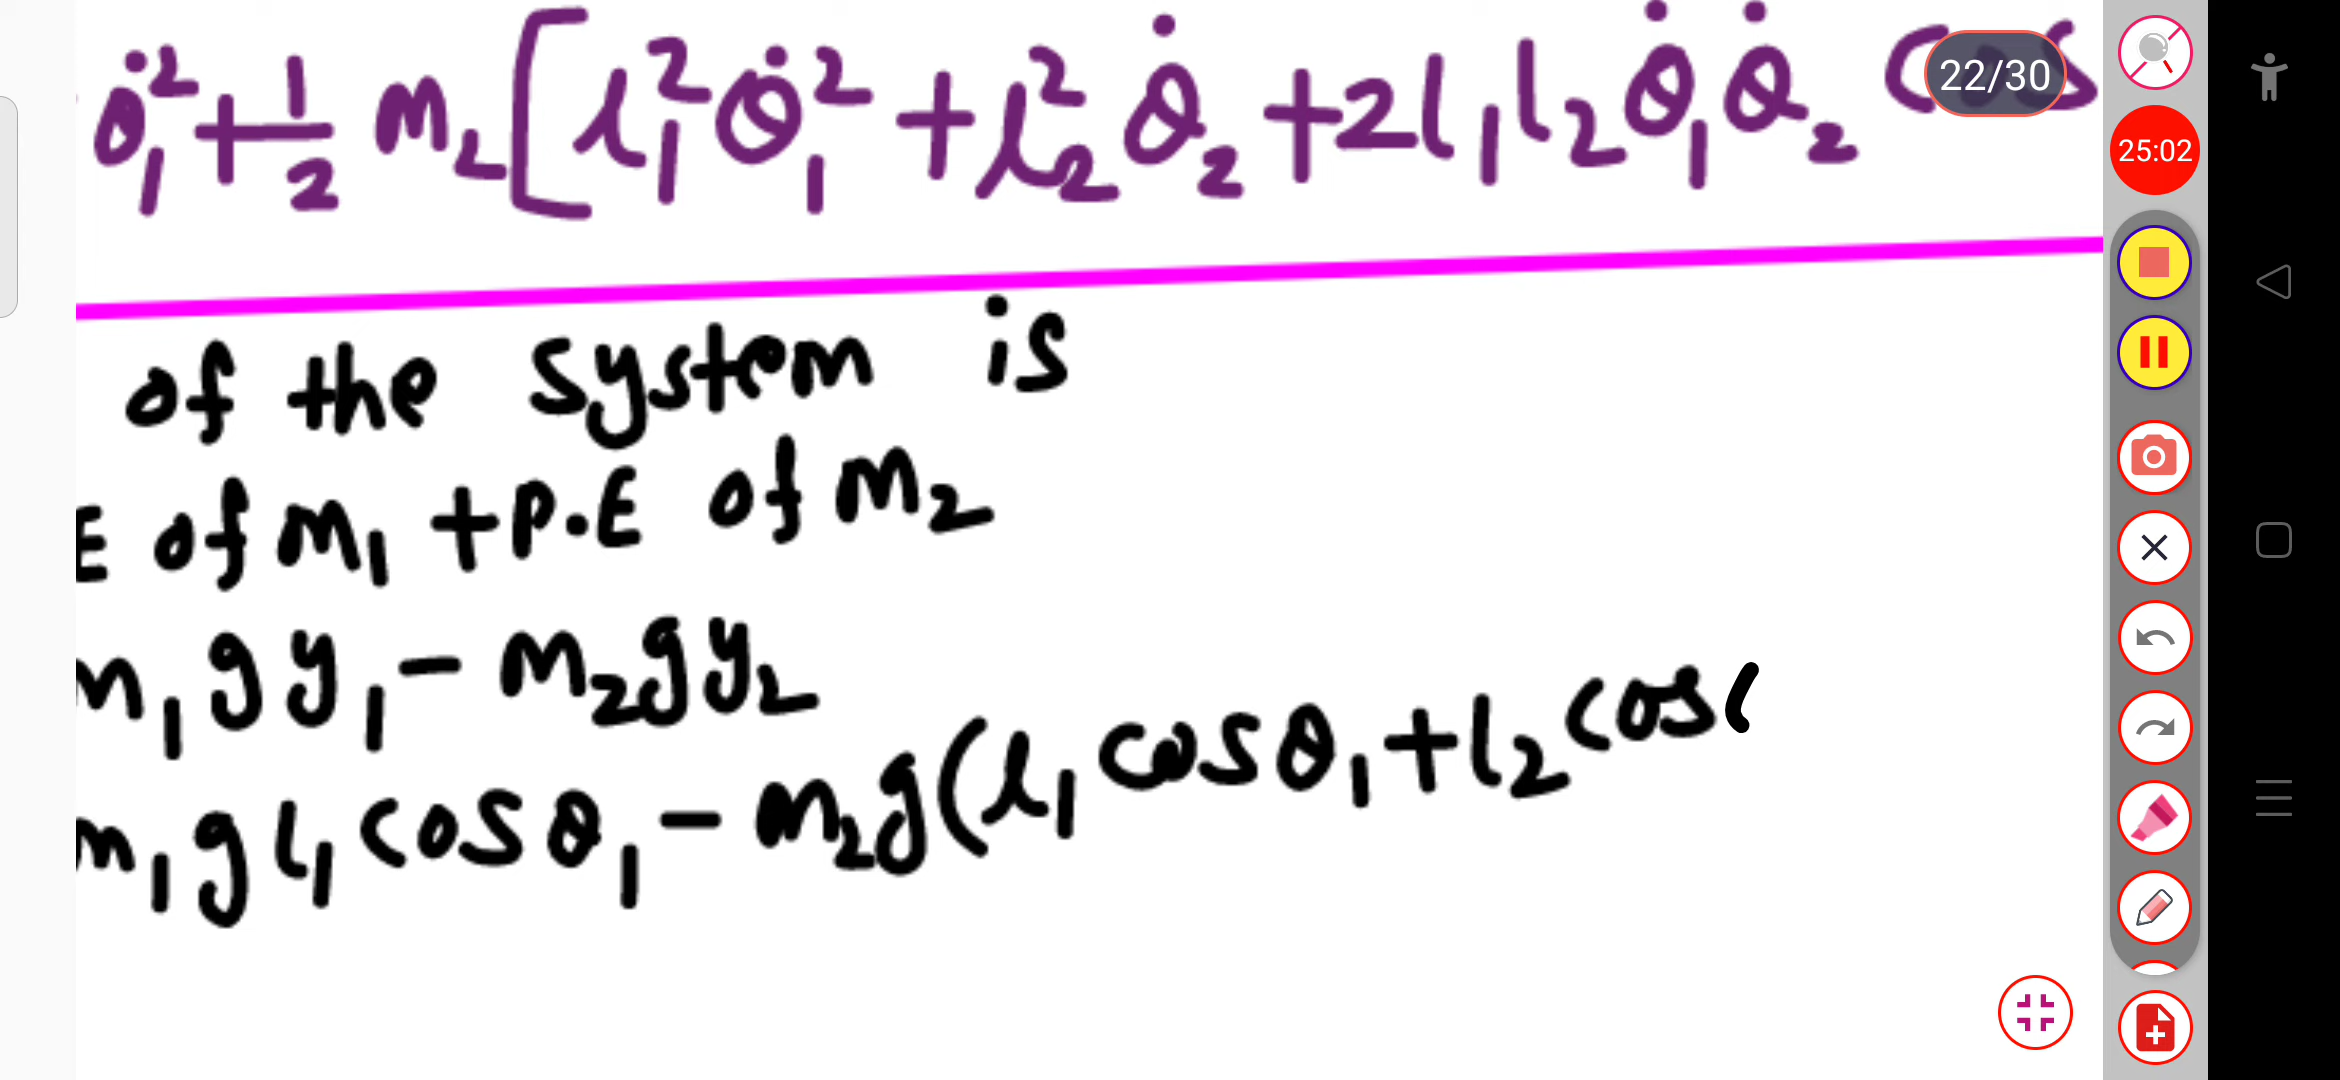 θ̇₁² + 1/2 m₂[l₁²θ̇₁² + l₂²θ̇₂ + 2l₁l₂θ̇₁θ̇₂ cos
22/30
25:02
of the system is
E of m₁ + P.E of m₂
m₁gy₁ - m₂gy₂
m₁gl₁cosθ₁ - m₂g(l₁cosθ₁ + l₂cos(